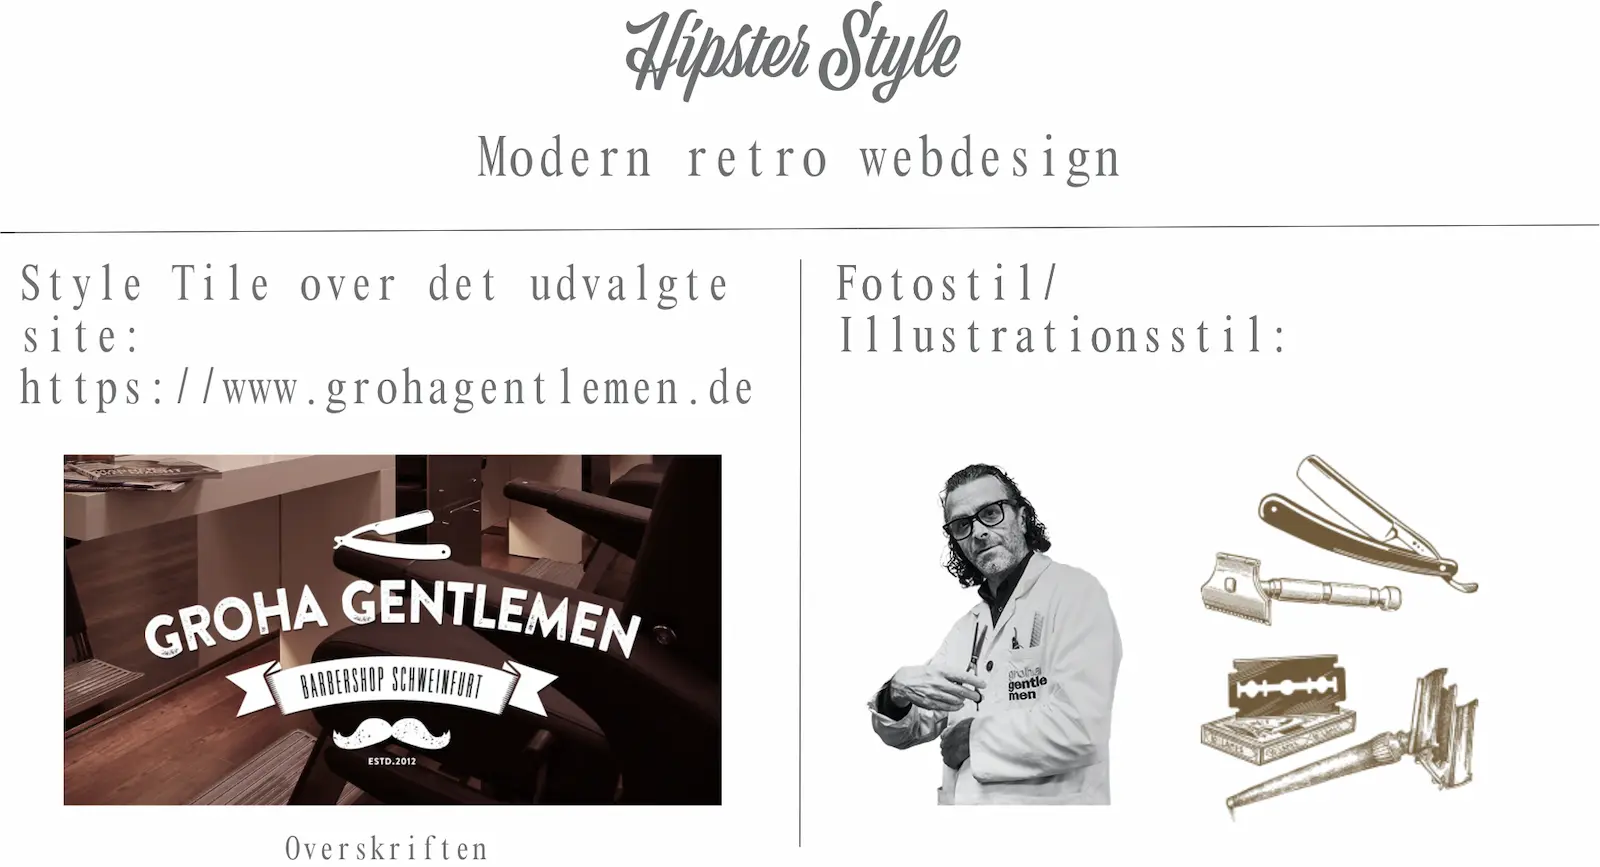 Hipster Style
Modern retro webdesign
Style Tile over det udvalgte
site:
https://www.grohagentlemen.de
GROHA GENTLEMEN
BARBERSHOP SCHWEINFURT
ESTD.2012
Overskriften
Fotostil/
Illustrationsstil:
groha
gentle
men